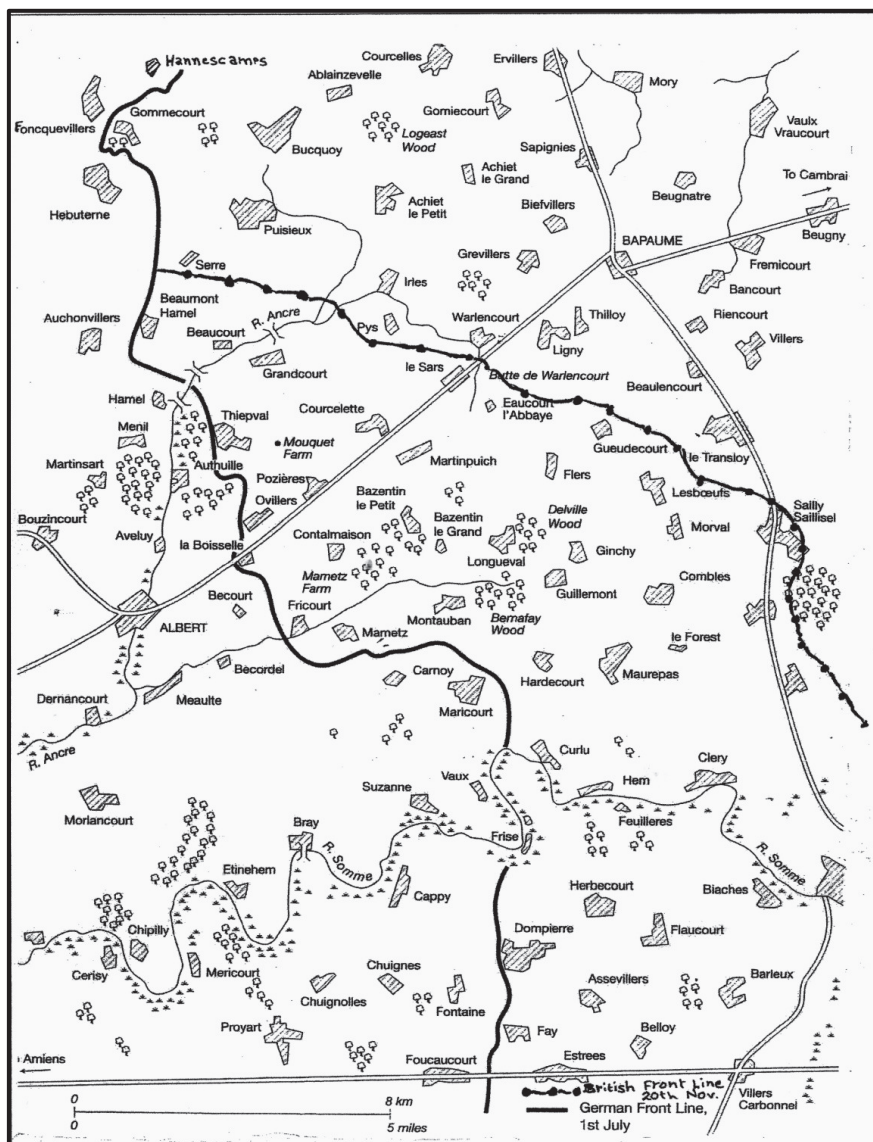 Hannescamps
Courcelles
Ervillers
Mory
Ablainzevelle
Gomiecourt
Foncquevillers
Gommecourt
Bucquoy
Logeast
Wood
Vaulx
Vraucourt
Sapignies
Achiet
le Grand
Beugnatre
To Cambrai
Hebuterne
Achiet
le Petit
Biefvillers
Puisieux
BAPAUME
Beugny
Serre
Grevillers
Fremicourt
Irles
Bancourt
Beaumont
Hamel
R. Ancre
Auchonvillers
Beaucourt
Pys
Warlencourt
Thilloy
Riencourt
Villers
Grandcourt
le Sars
Ligny
Butte de Warlencourt
Beaulencourt
Hamel
Thiepval
Courcelette
Eaucourt
l'Abbaye
Menil
Mouquet
Farm
Gueudecourt
le Transloy
Martinsart
Authuille
Martinpuich
Flers
Pozières
Lesbœufs
Ovillers
Bazentin
le Petit
Sailly
Saillisel
Bouzincourt
Bazentin
le Grand
Delville
Wood
Morval
Aveluy
la Boisselle
Contalmaison
Longueval
Ginchy
Mametz
Farm
Guillemont
Combles
Becourt
Fricourt
Montauban
Bernafay
Wood
ALBERT
Mametz
le Forest
Becordel
Carnoy
Hardecourt
Maurepas
Dernancourt
Meaulte
Maricourt
R. Ancre
Curlu
Clery
Vaux
Hem
Suzanne
Morlancourt
Feuilleres
Bray
Frise
R. Somme
R. Somme
Etinehem
Cappy
Herbecourt
Biaches
Chipilly
Dompierre
Flaucourt
Cerisy
Mericourt
Chuignes
Assevillers
Barleux
Chuignolles
Fontaine
Proyart
Fay
Belloy
Amiens
Foucaucourt
Estrees
Villers
Carbonnel
British Front Line
20th Nov.
German Front Line,
1st July
0 8 km
0 5 miles